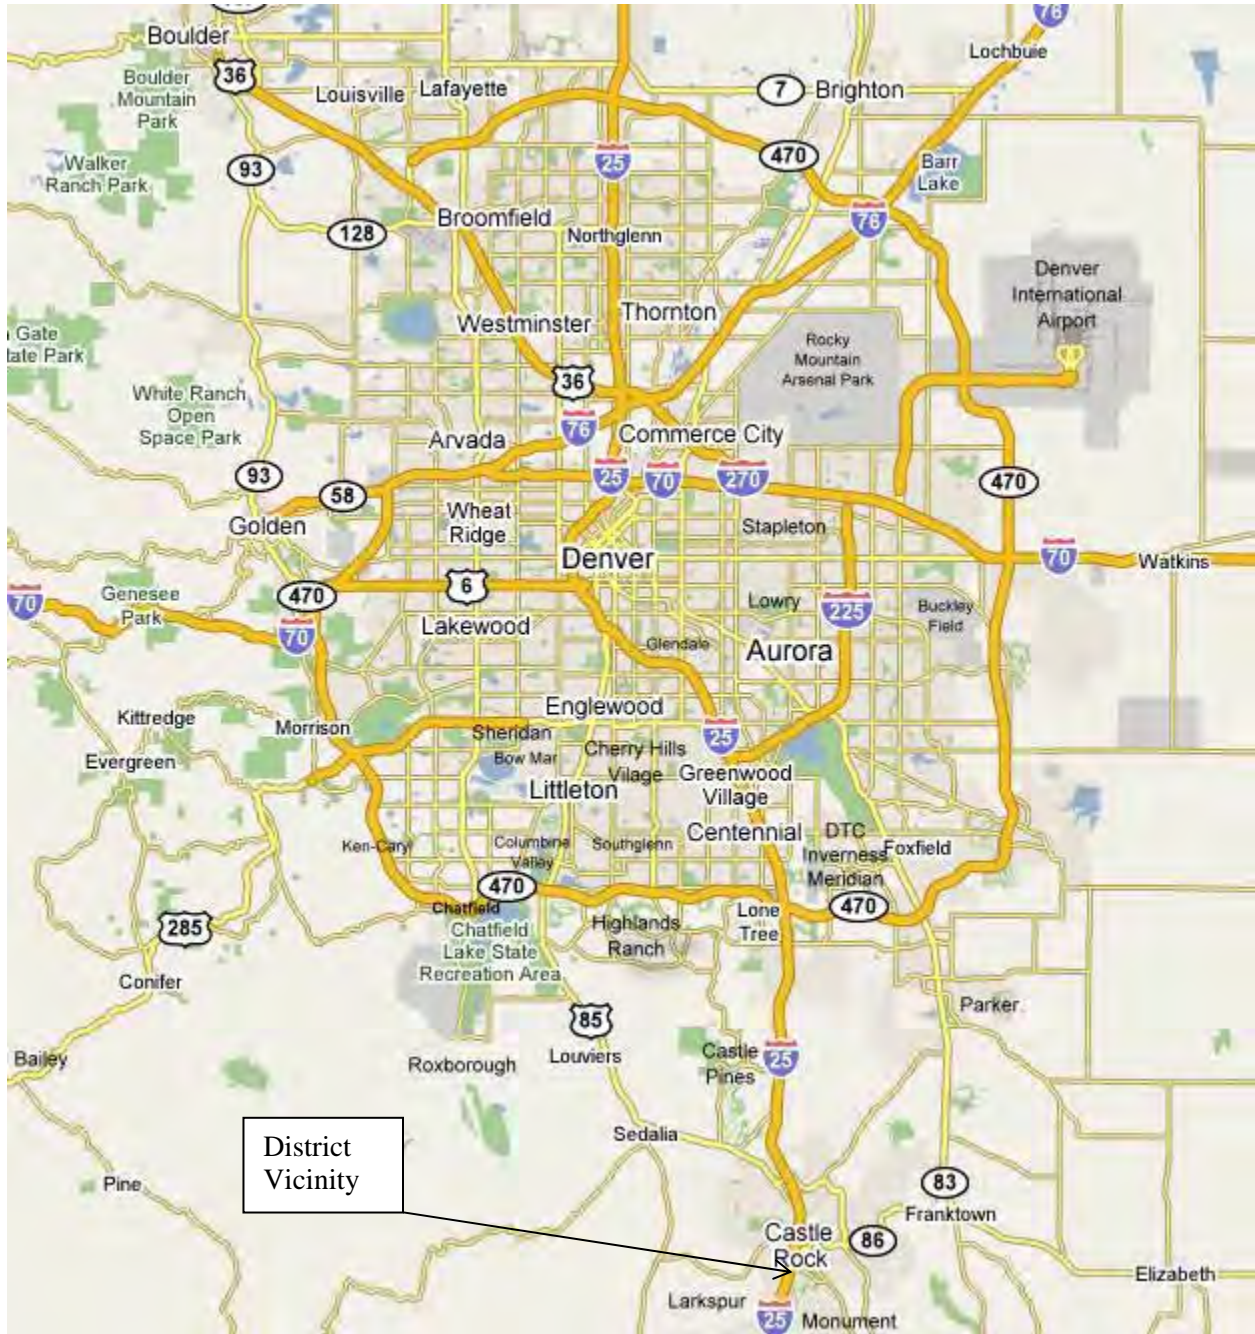 76
Boulder
Lochbuie
36
Boulder
Mountain
Park
Louisville
Lafayette
7
Brighton
25
470
93
Walker
Ranch Park
Barr
Lake
Broomfield
76
128
Northglenn
Denver
International
Airport
Thornton
Westminster
Gate
tate Park
Rocky
Mountain
Arsenal Park
36
White Ranch
Open
Space Park
76
Commerce City
Arvada
93
25
70
270
470
58
Wheat
Ridge
Golden
Stapleton
Denver
70
Watkins
6
470
70
Genesee
Park
Lowry
225
Buckley
Field
Lakewood
70
Glendale
Aurora
Englewood
Kittredge
Morrison
Sheridan
25
Cherry Hills
Vilage
Bow Mar
Evergreen
Greenwood
Village
Littleton
Centennial
DTC
Inverness
Meridian
Foxfield
Ken-Caryl
Columbine
Valley
Southglenn
470
470
Chatfield
Lone
Tree
Highlands
Ranch
285
Chatfield
Lake State
Recreation Area
Conifer
Parker
85
Bailey
Louviers
Castle
Pines
25
Roxborough
Sedalia
District
Vicinity
Pine
83
Franktown
Castle
Rock
86
Elizabeth
Larkspur
25
Monument